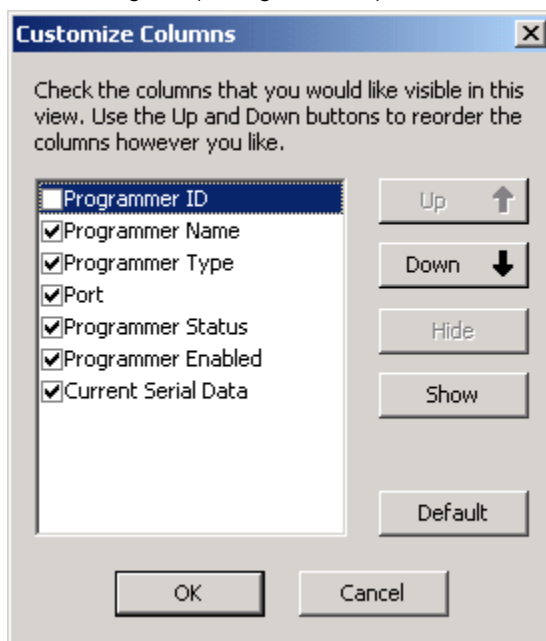 Customize Columns
Check the columns that you would like visible in this
view. Use the Up and Down buttons to reorder the
columns however you like.
Programmer ID
Programmer Name
Programmer Type
Port
Programmer Status
Programmer Enabled
Current Serial Data
Up
Down
Hide
Show
Default
OK
Cancel